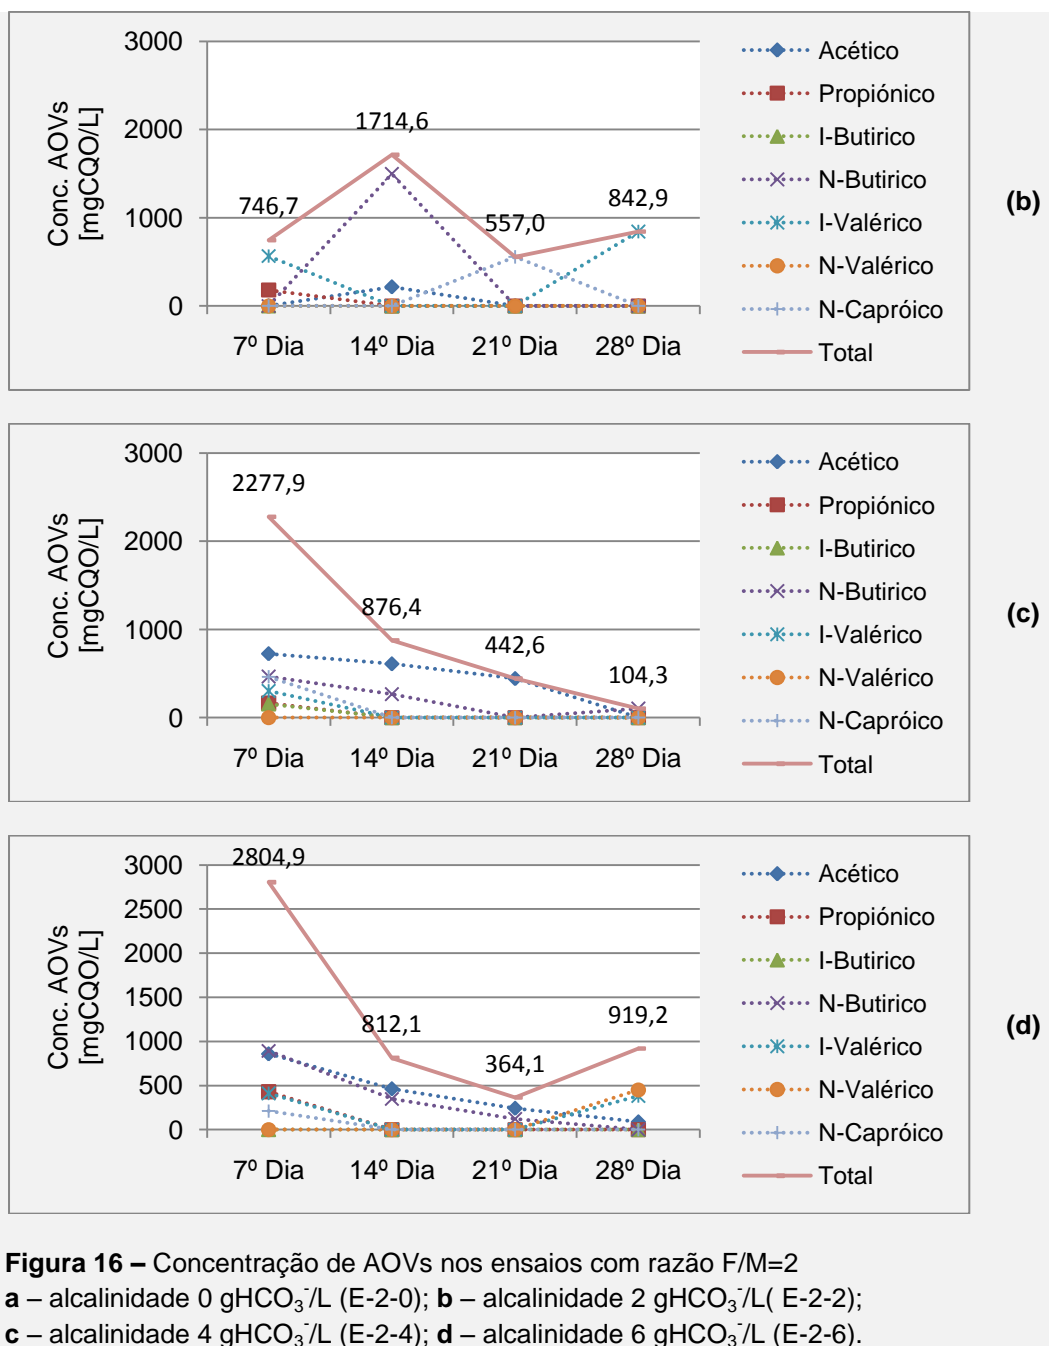 3000
2000
1000
0
Conc. AOVs
[mgCQO/L]
746,7
1714,6
557,0
842,9
7º Dia 14º Dia 21º Dia 28º Dia
Acético
Propiónico
I-Butirico
N-Butirico
I-Valérico
N-Valérico
N-Capróico
Total
(b)
3000
2000
1000
0
Conc. AOVs
[mgCQO/L]
2277,9
876,4
442,6
104,3
7º Dia 14º Dia 21º Dia 28º Dia
Acético
Propiónico
I-Butirico
N-Butirico
I-Valérico
N-Valérico
N-Capróico
Total
(c)
3000
2500
2000
1500
1000
500
0
Conc. AOVs
[mgCQO/L]
2804,9
812,1
364,1
919,2
7º Dia 14º Dia 21º Dia 28º Dia
Acético
Propiónico
I-Butirico
N-Butirico
I-Valérico
N-Valérico
N-Capróico
Total
(d)
Figura 16 – Concentração de AOVs nos ensaios com razão F/M=2
a – alcalinidade 0 gHCO₃⁻/L (E-2-0); b – alcalinidade 2 gHCO₃⁻/L( E-2-2);
c – alcalinidade 4 gHCO₃⁻/L (E-2-4); d – alcalinidade 6 gHCO₃⁻/L (E-2-6).